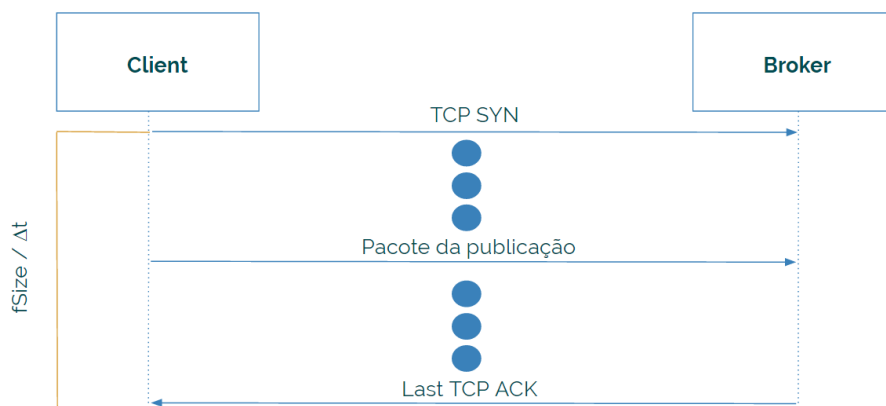 Client
Broker
TCP SYN
Pacote da publicação
fSize / Δt
Last TCP ACK